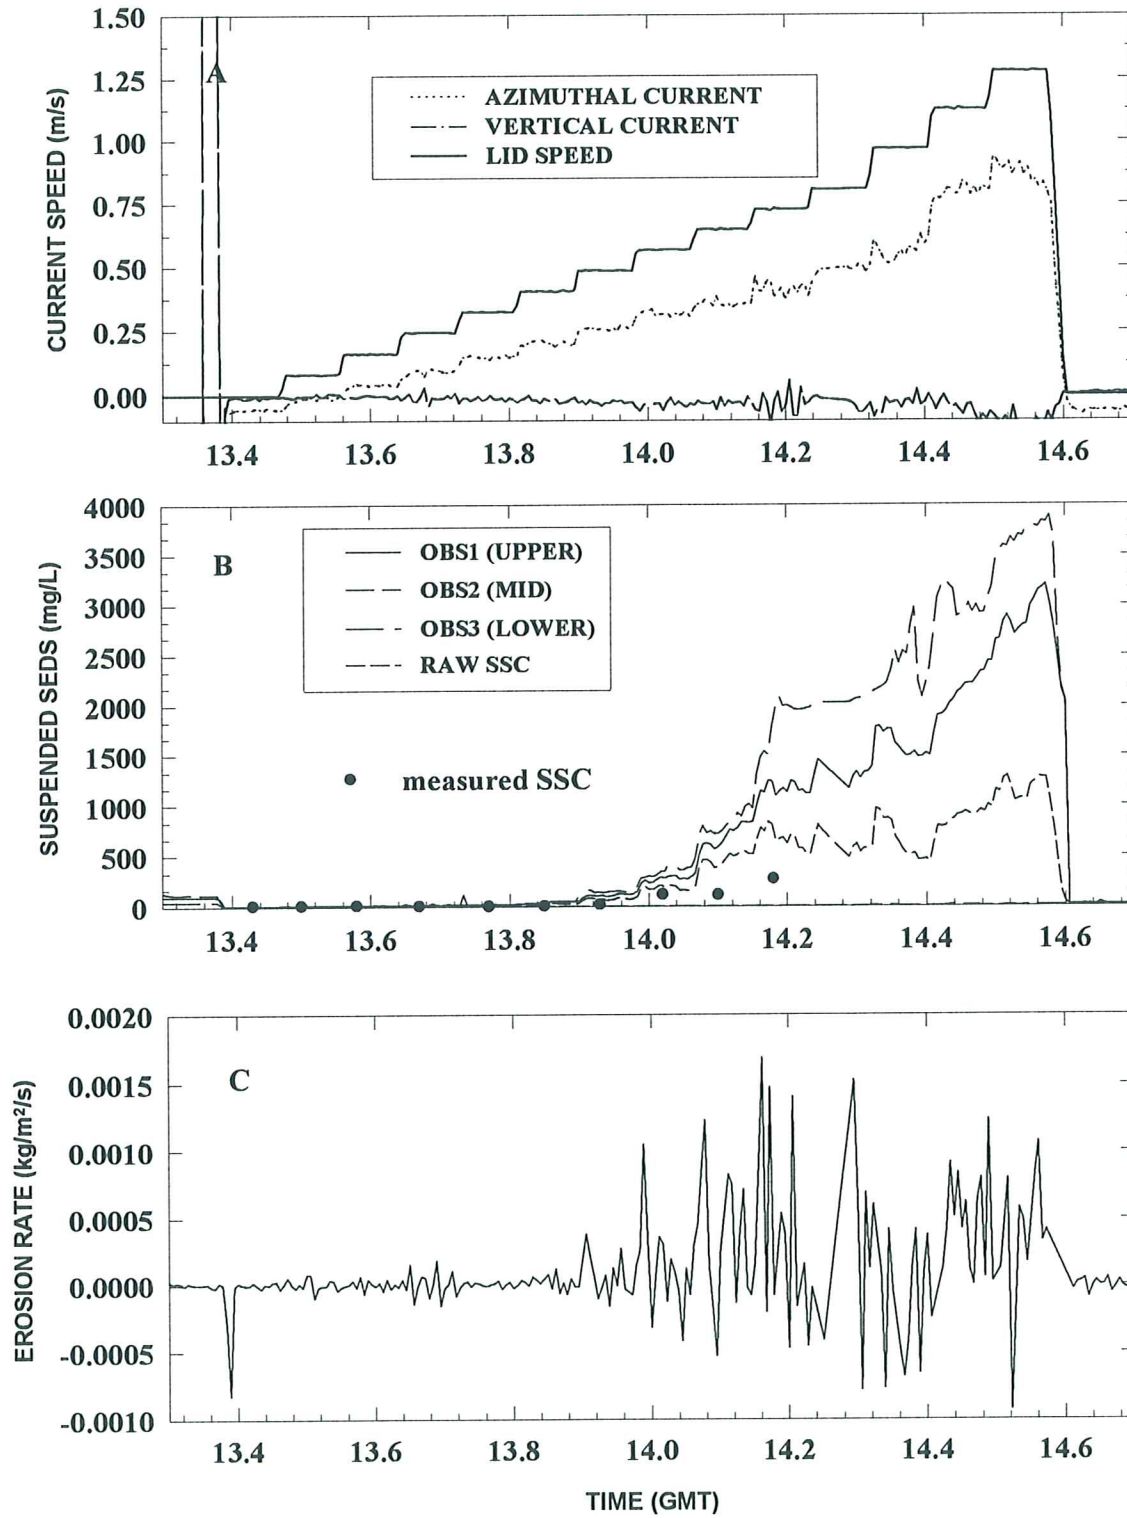 1.50
1.25
1.00
0.75
0.50
0.25
0.00
CURRENT SPEED (m/s)
A
AZIMUTHAL CURRENT
VERTICAL CURRENT
LID SPEED
13.4 13.6 13.8 14.0 14.2 14.4 14.6
4000
3500
3000
2500
2000
1500
1000
500
0
SUSPENDED SEDS (mg/L)
B
OBS1 (UPPER)
OBS2 (MID)
OBS3 (LOWER)
RAW SSC
measured SSC
13.4 13.6 13.8 14.0 14.2 14.4 14.6
0.0020
0.0015
0.0010
0.0005
0.0000
-0.0005
-0.0010
EROSION RATE (kg/m²/s)
C
13.4 13.6 13.8 14.0 14.2 14.4 14.6
TIME (GMT)